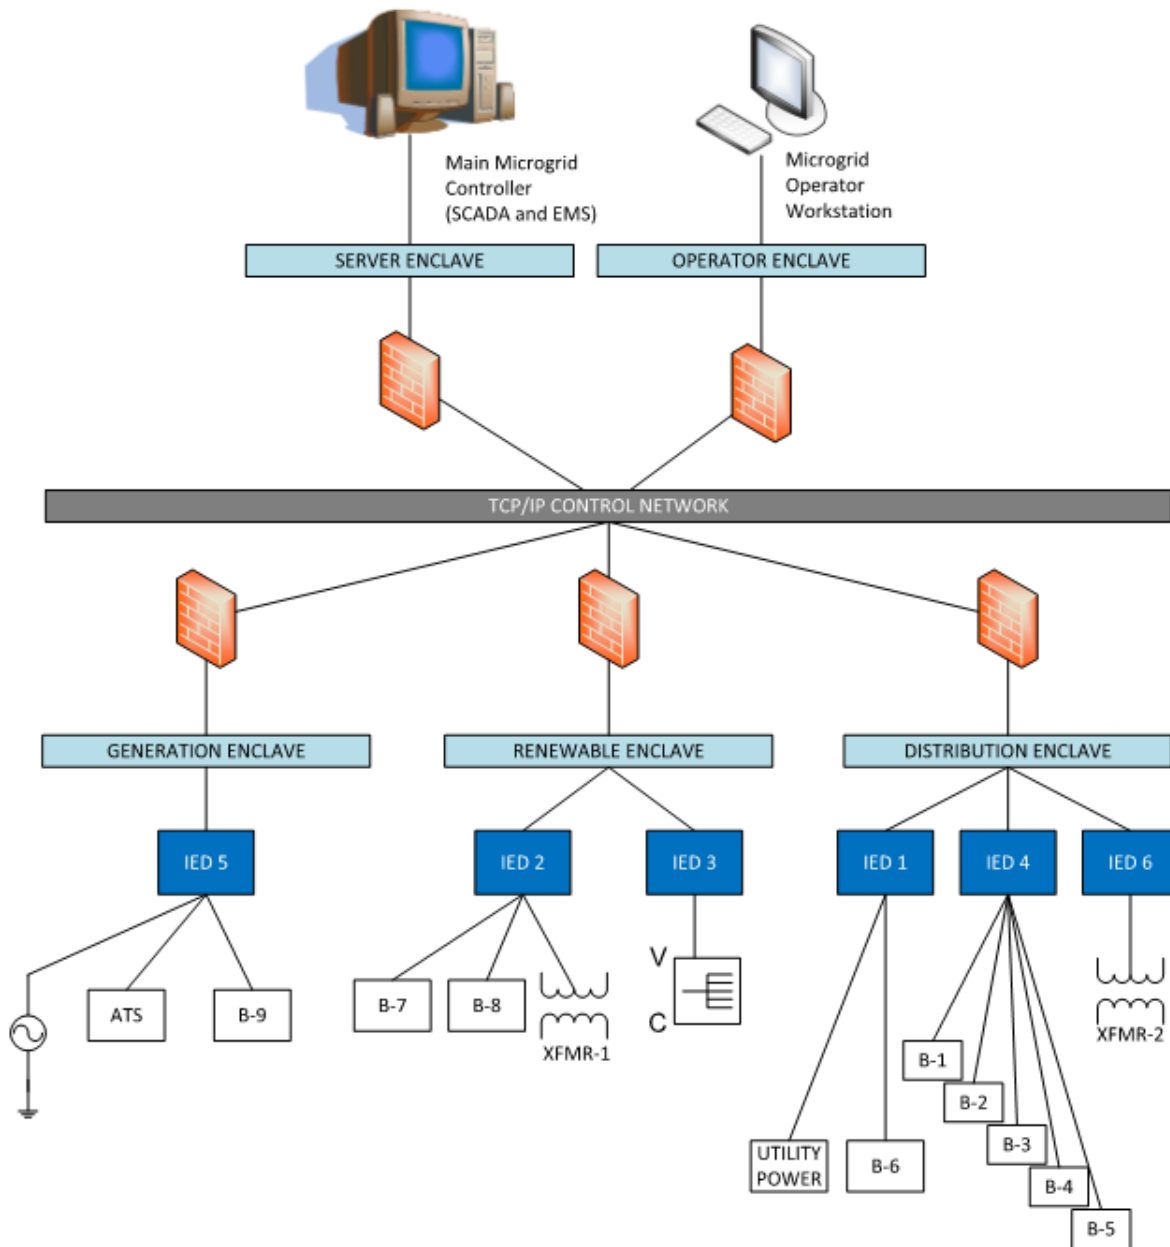 Main Microgrid
Controller
(SCADA and EMS)
Microgrid
Operator
Workstation
SERVER ENCLAVE
OPERATOR ENCLAVE
TCP/IP CONTROL NETWORK
GENERATION ENCLAVE
RENEWABLE ENCLAVE
DISTRIBUTION ENCLAVE
IED 5
IED 2
IED 3
IED 1
IED 4
IED 6
ATS
B-9
B-7
B-8
XFMR-1
V
C
UTILITY
POWER
B-6
B-1
B-2
B-3
B-4
B-5
XFMR-2